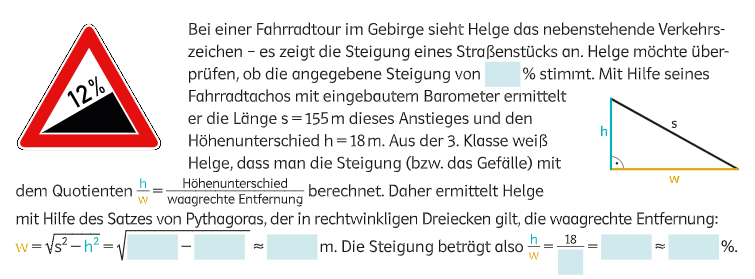 12%
Bei einer Fahrradtour im Gebirge sieht Helge das nebenstehende Verkehrs-
zeichen – es zeigt die Steigung eines Straßenstücks an. Helge möchte über-
prüfen, ob die angegebene Steigung von % stimmt. Mit Hilfe seines
Fahrradtachos mit eingebautem Barometer ermittelt
er die Länge s = 155 m dieses Anstieges und den
Höhenunterschied h = 18 m. Aus der 3. Klasse weiß
Helge, dass man die Steigung (bzw. das Gefälle) mit
h
s
w
dem Quotienten h/w = Höhenunterschied/waagrechte Entfernung berechnet. Daher ermittelt Helge
mit Hilfe des Satzes von Pythagoras, der in rechtwinkligen Dreiecken gilt, die waagrechte Entfernung:
w = √(s² – h²) = √( – ) ≈ m. Die Steigung beträgt also h/w = 18/ = ≈ %.